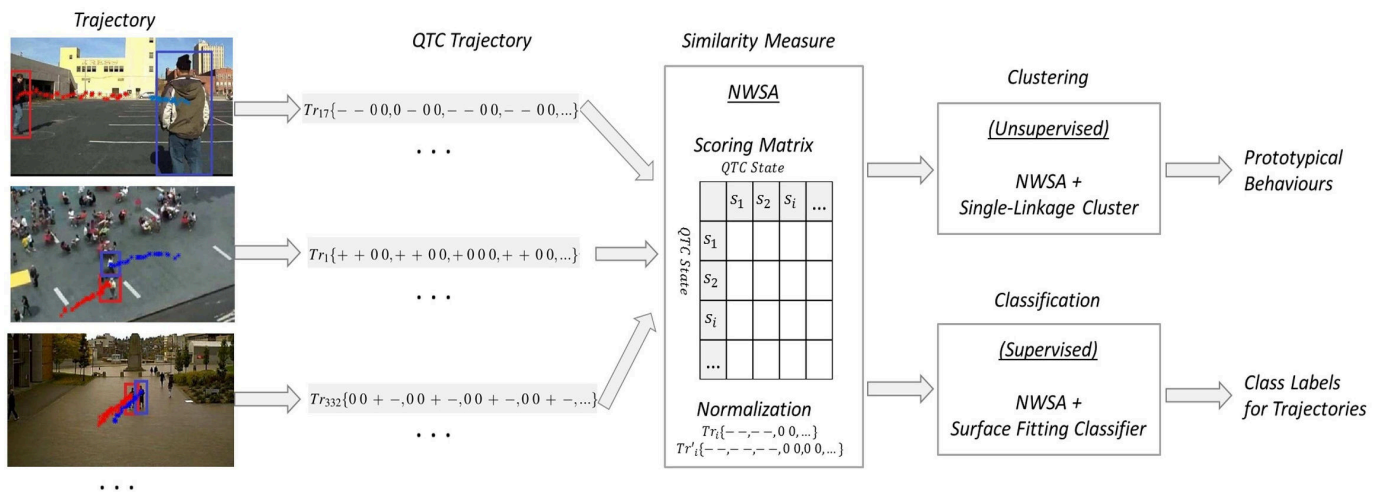 Trajectory
QTC Trajectory
Similarity Measure
Tr17{− − 0 0,0 − 0 0,− − 0 0,− − 0 0,...}
. . .
Tr1{+ + 0 0,+ + 0 0,+0 0 0,+ + 0 0,...}
. . .
Tr332{0 0 + −,0 0 + −,0 0 + −,0 0 + −,...}
. . .
. . .
NWSA
Scoring Matrix
QTC State
S1 S2 Si ...
QTC State
S1
S2
Si
...
Normalization
Tri{− −,− −,0 0,...}
Tr'i{− −,− −,− −,0 0,0 0,...}
Clustering
(Unsupervised)
NWSA +
Single-Linkage Cluster
Prototypical
Behaviours
Classification
(Supervised)
NWSA +
Surface Fitting Classifier
Class Labels
for Trajectories